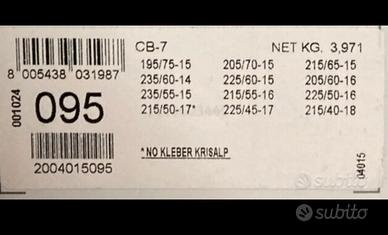 CB-7 NET KG. 3,971
195/75-15 205/70-15 215/65-15
235/60-14 225/60-15 205/60-16
235/55-15 215/55-16 225/50-16
215/50-17* 225/45-17 215/40-18
8 005438 031987
001024
095
* NO KLEBER KRISALP
2004015095
04015
subito
subito